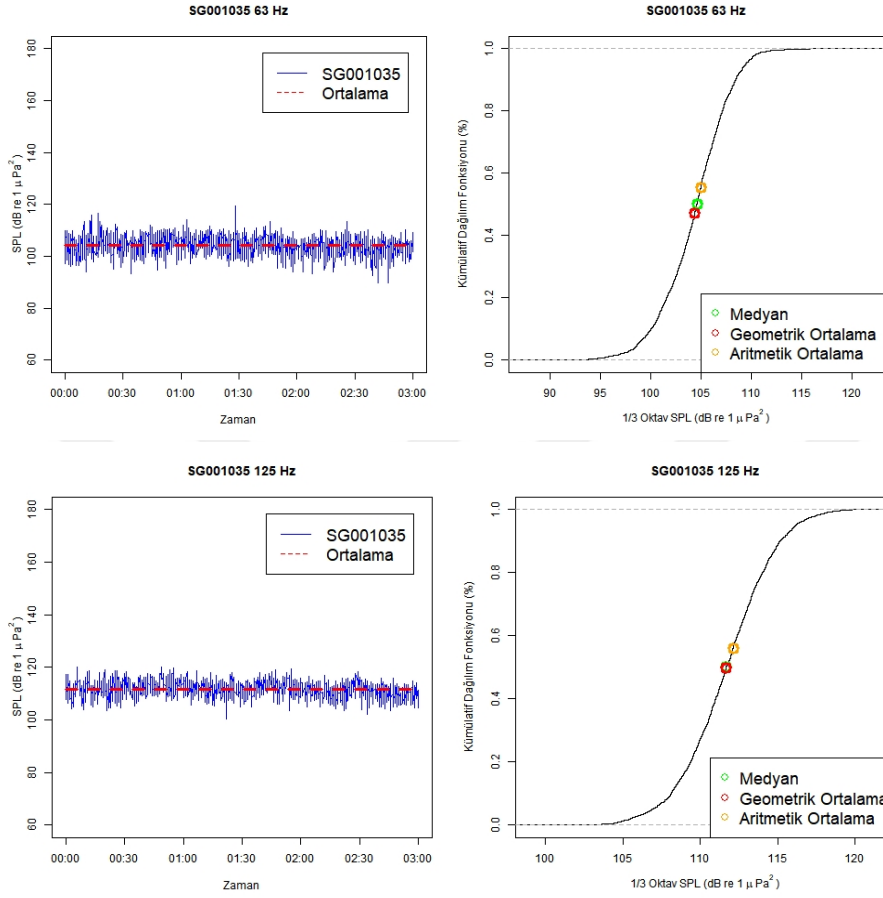 SG001035 63 Hz
SPL (dB re 1 μ Pa²)
180
160
140
120
100
80
60
SG001035
Ortalama
00:00 00:30 01:00 01:30 02:00 02:30 03:00
Zaman
SG001035 63 Hz
Kümülatif Dağılım Fonksiyonu (%)
1.0
0.8
0.6
0.4
0.2
0.0
Medyan
Geometrik Ortalama
Aritmetik Ortalama
90 95 100 105 110 115 120
1/3 Oktav SPL (dB re 1 μ Pa²)
SG001035 125 Hz
SPL (dB re 1 μ Pa²)
180
160
140
120
100
80
60
SG001035
Ortalama
00:00 00:30 01:00 01:30 02:00 02:30 03:00
Zaman
SG001035 125 Hz
Kümülatif Dağılım Fonksiyonu (%)
1.0
0.8
0.6
0.4
0.2
0.0
Medyan
Geometrik Ortalama
Aritmetik Ortalama
100 105 110 115 120
1/3 Oktav SPL (dB re 1 μ Pa²)